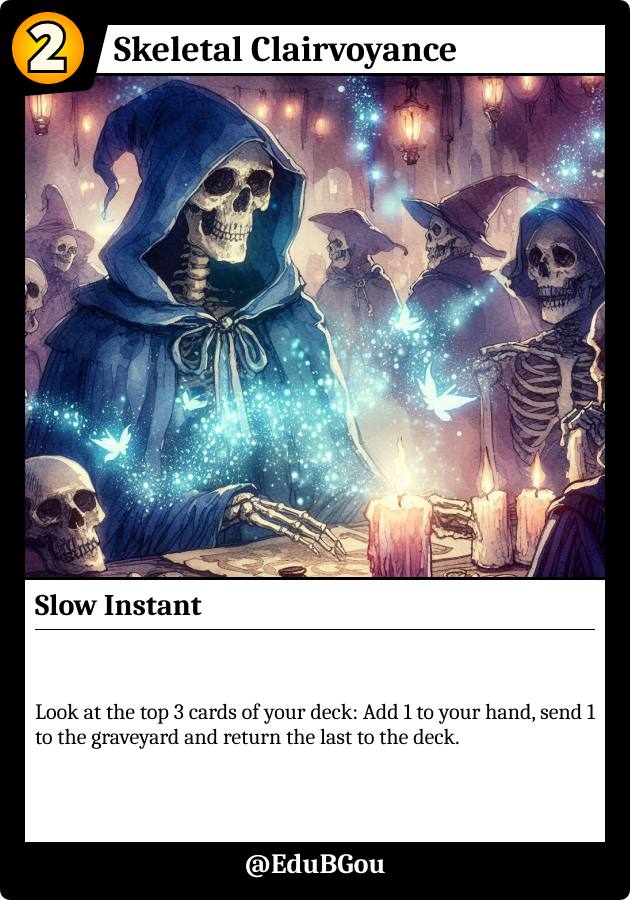 2
Skeletal Clairvoyance
Slow Instant
Look at the top 3 cards of your deck: Add 1 to your hand, send 1
to the graveyard and return the last to the deck.
@EduBGou